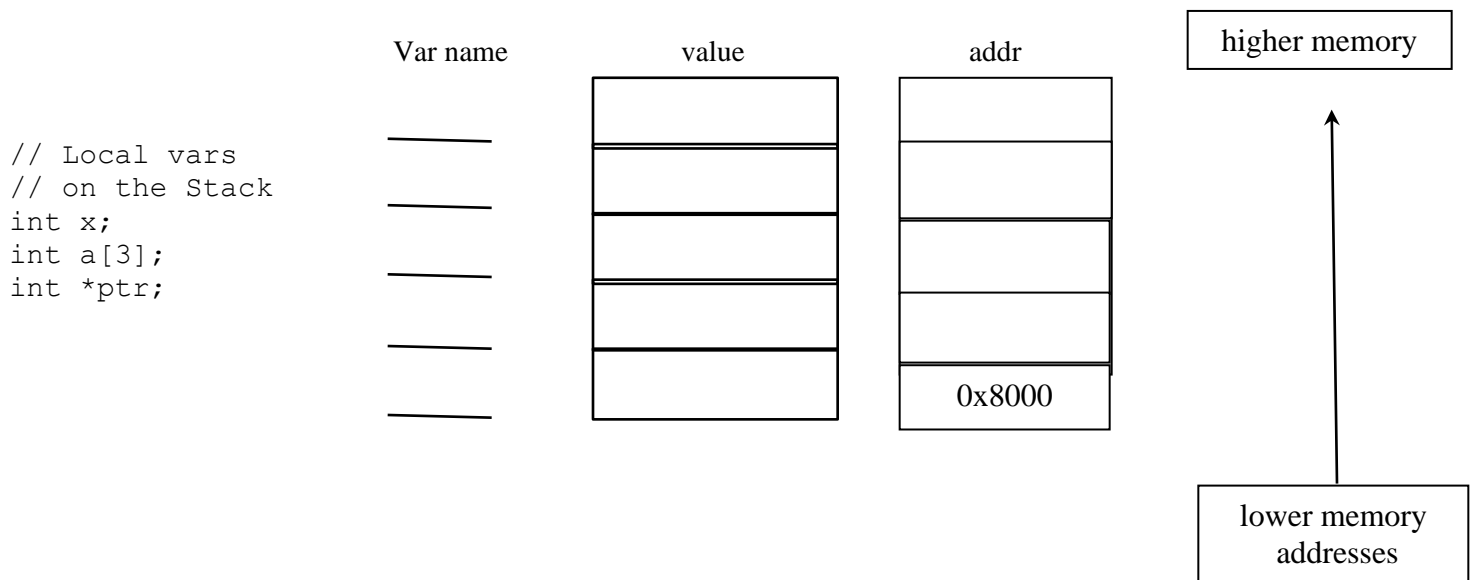 Var name value addr higher memory
// Local vars
// on the Stack
int x;
int a[3];
int *ptr;
0x8000
lower memory
addresses